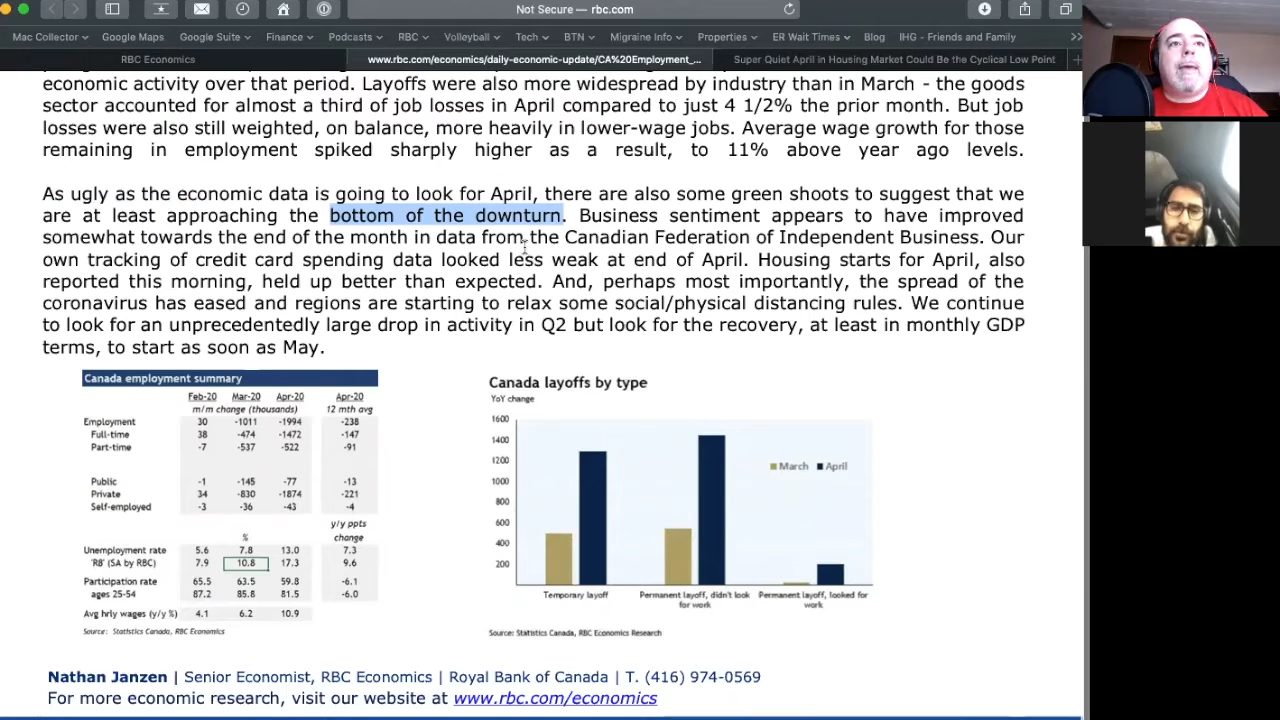 Not Secure — rbc.com
Mac Collector Google Maps Google Suite Finance Podcasts RBC Volleyball Tech BTN Migraine Info Properties ER Wait Times Blog IHG - Friends and Family
RBC Economics www.rbc.com/economics/daily-economic-update/CA%20Employment_... Super Quiet April in Housing Market Could Be the Cyclical Low Point
economic activity over that period. Layoffs were also more widespread by industry than in March - the goods
sector accounted for almost a third of job losses in April compared to just 4 1/2% the prior month. But job
losses were also still weighted, on balance, more heavily in lower-wage jobs. Average wage growth for those
remaining in employment spiked sharply higher as a result, to 11% above year ago levels.
As ugly as the economic data is going to look for April, there are also some green shoots to suggest that we
are at least approaching the bottom of the downturn. Business sentiment appears to have improved
somewhat towards the end of the month in data from the Canadian Federation of Independent Business. Our
own tracking of credit card spending data looked less weak at end of April. Housing starts for April, also
reported this morning, held up better than expected. And, perhaps most importantly, the spread of the
coronavirus has eased and regions are starting to relax some social/physical distancing rules. We continue
to look for an unprecedentedly large drop in activity in Q2 but look for the recovery, at least in monthly GDP
terms, to start as soon as May.
Canada employment summary
Feb-20 Mar-20 Apr-20 Apr-20
m/m change (thousands) 12 mth avg
Employment 30 -1011 -1994 -238
Full-time 38 -474 -1472 -147
Part-time -7 -537 -522 -91
Public -1 -145 -77 -13
Private 34 -830 -1874 -221
Self-employed -3 -36 -43 -4
y/y ppts
% change
Unemployment rate 5.6 7.8 13.0 7.3
'R8' (SA by RBC) 7.9 10.8 17.3 9.6
Participation rate 65.5 63.5 59.8 -6.1
ages 25-54 87.2 85.8 81.5 -6.0
Avg hrly wages (y/y %) 4.1 6.2 10.9
Source: Statistics Canada, RBC Economics
Canada layoffs by type
YoY change
1600
1400
1200
1000
800
600
400
200
March April
Temporary layoff Permanent layoff, didn't look Permanent layoff, looked for
for work work
Source: Statistics Canada, RBC Economics Research
Nathan Janzen | Senior Economist, RBC Economics | Royal Bank of Canada | T. (416) 974-0569
For more economic research, visit our website at www.rbc.com/economics